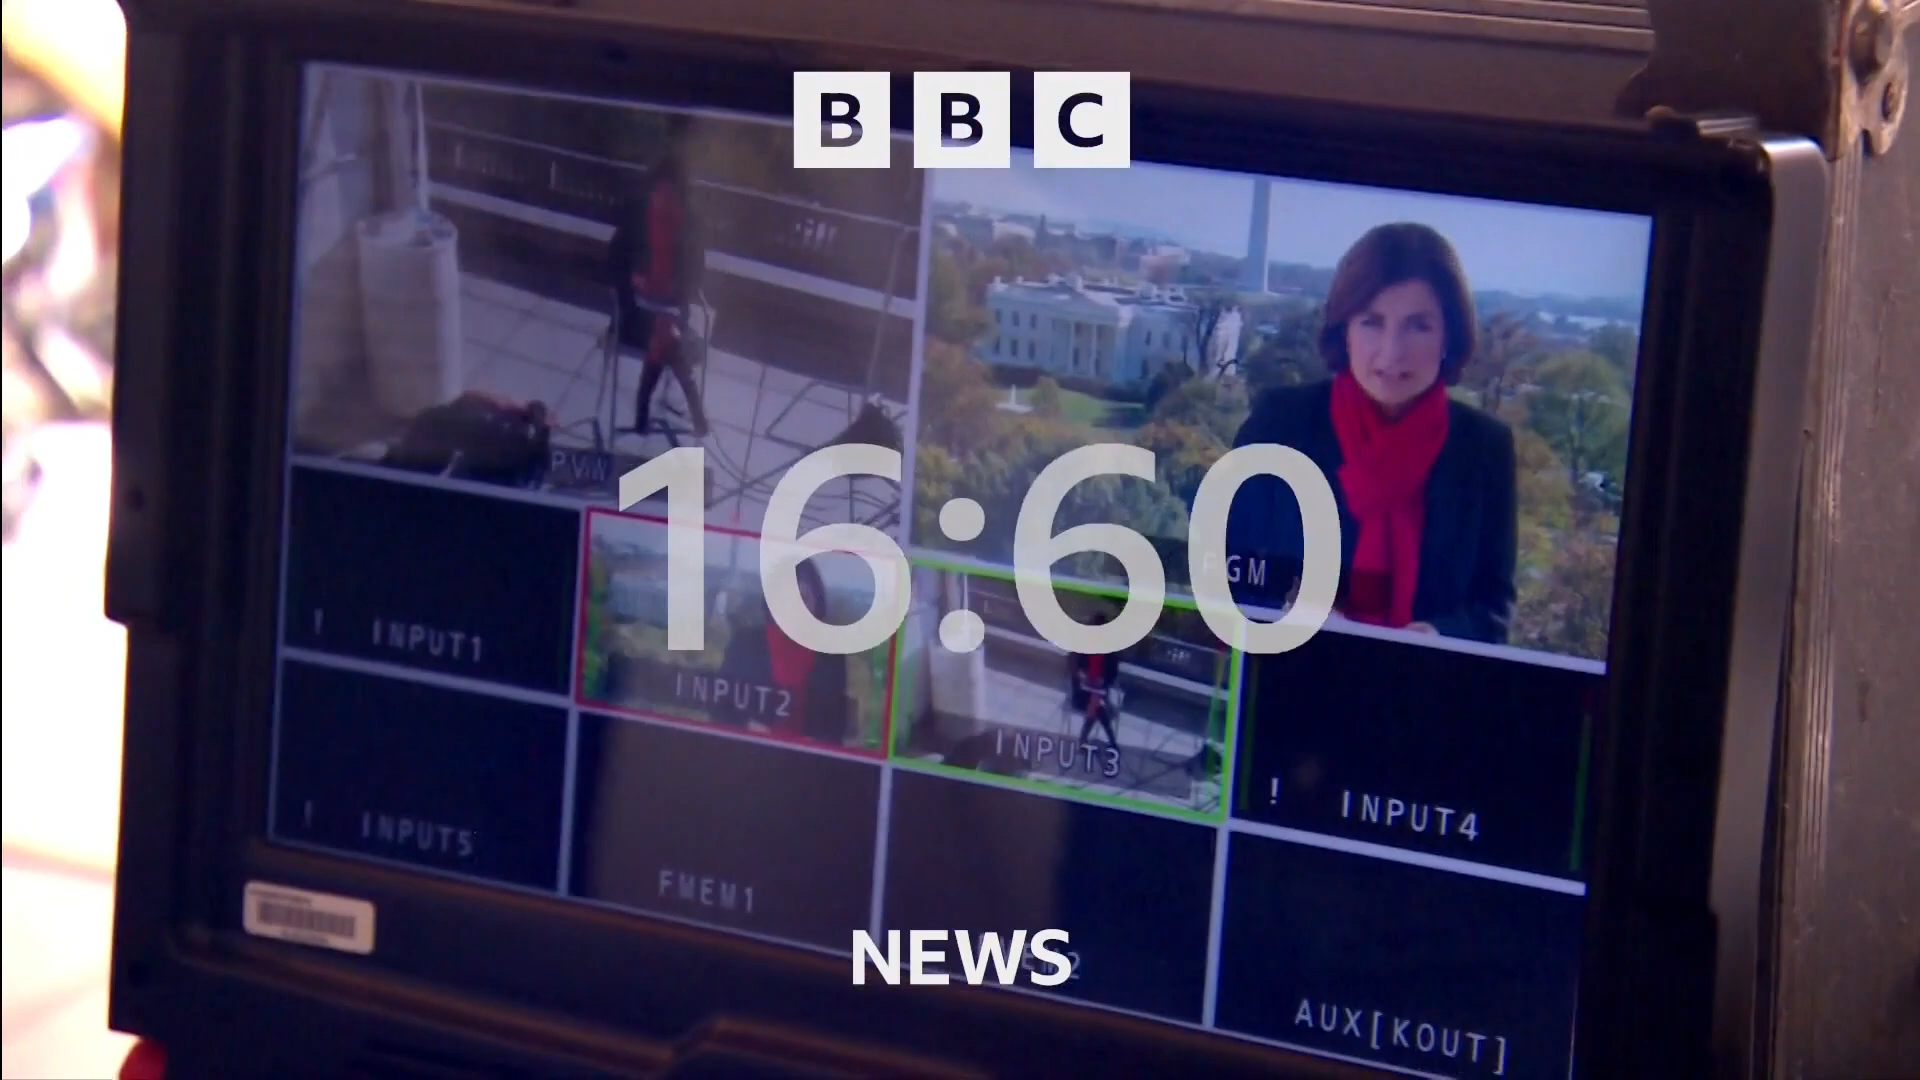 BBC
PVW
16:60
PGM
! INPUT1
INPUT2
INPUT3
! INPUT4
! INPUT5
FMEM1
NEWS
AUX[KOUT]